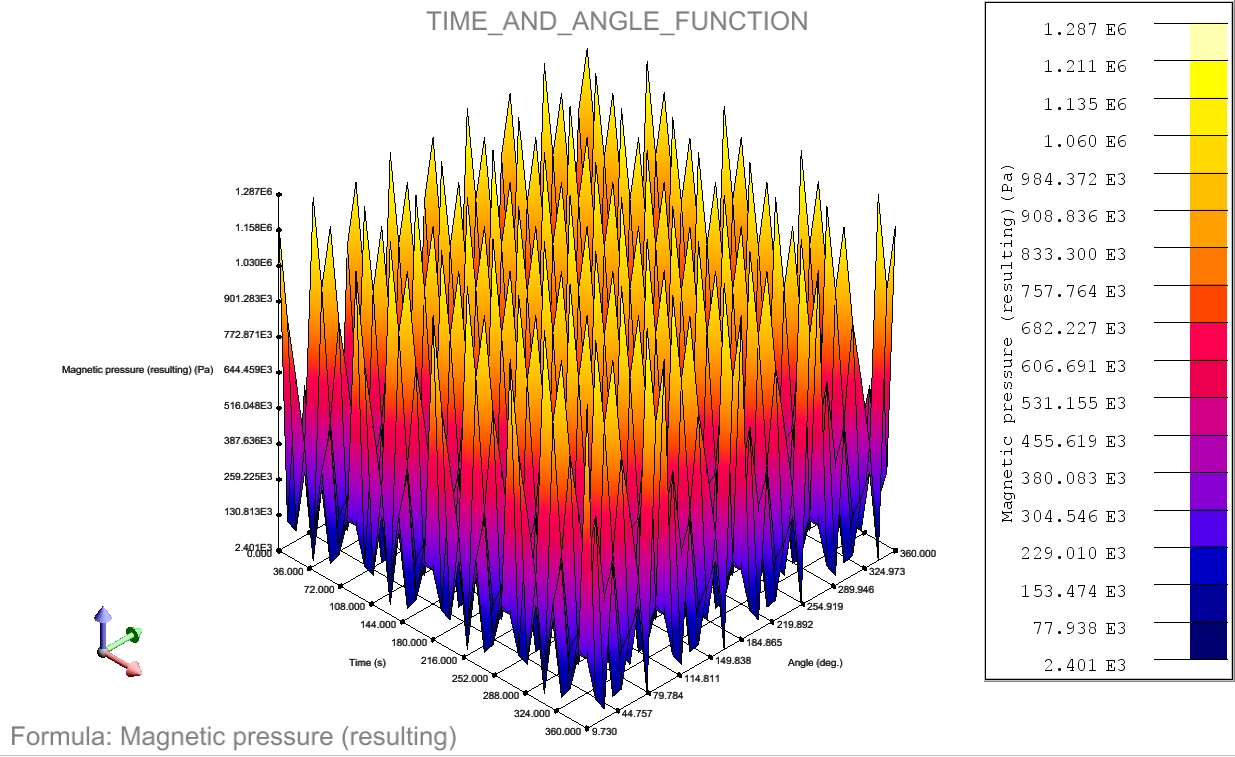 TIME_AND_ANGLE_FUNCTION
1.287E6
1.158E6
1.030E6
901.283E3
772.871E3
644.459E3
516.048E3
387.636E3
259.225E3
130.813E3
2.401E3
Magnetic pressure (resulting) (Pa)
0.000
36.000
72.000
108.000
144.000
180.000
216.000
252.000
288.000
324.000
360.000
Time (s)
9.730
44.757
79.784
114.811
149.838
184.865
219.892
254.919
289.946
324.973
360.000
Angle (deg.)
Formula: Magnetic pressure (resulting)
Magnetic pressure (resulting) (Pa)
1.287 E6
1.211 E6
1.135 E6
1.060 E6
984.372 E3
908.836 E3
833.300 E3
757.764 E3
682.227 E3
606.691 E3
531.155 E3
455.619 E3
380.083 E3
304.546 E3
229.010 E3
153.474 E3
77.938 E3
2.401 E3